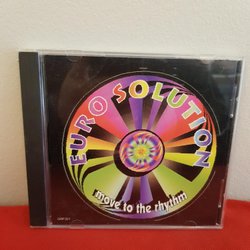 EURO SOLUTION
move to the rhythm